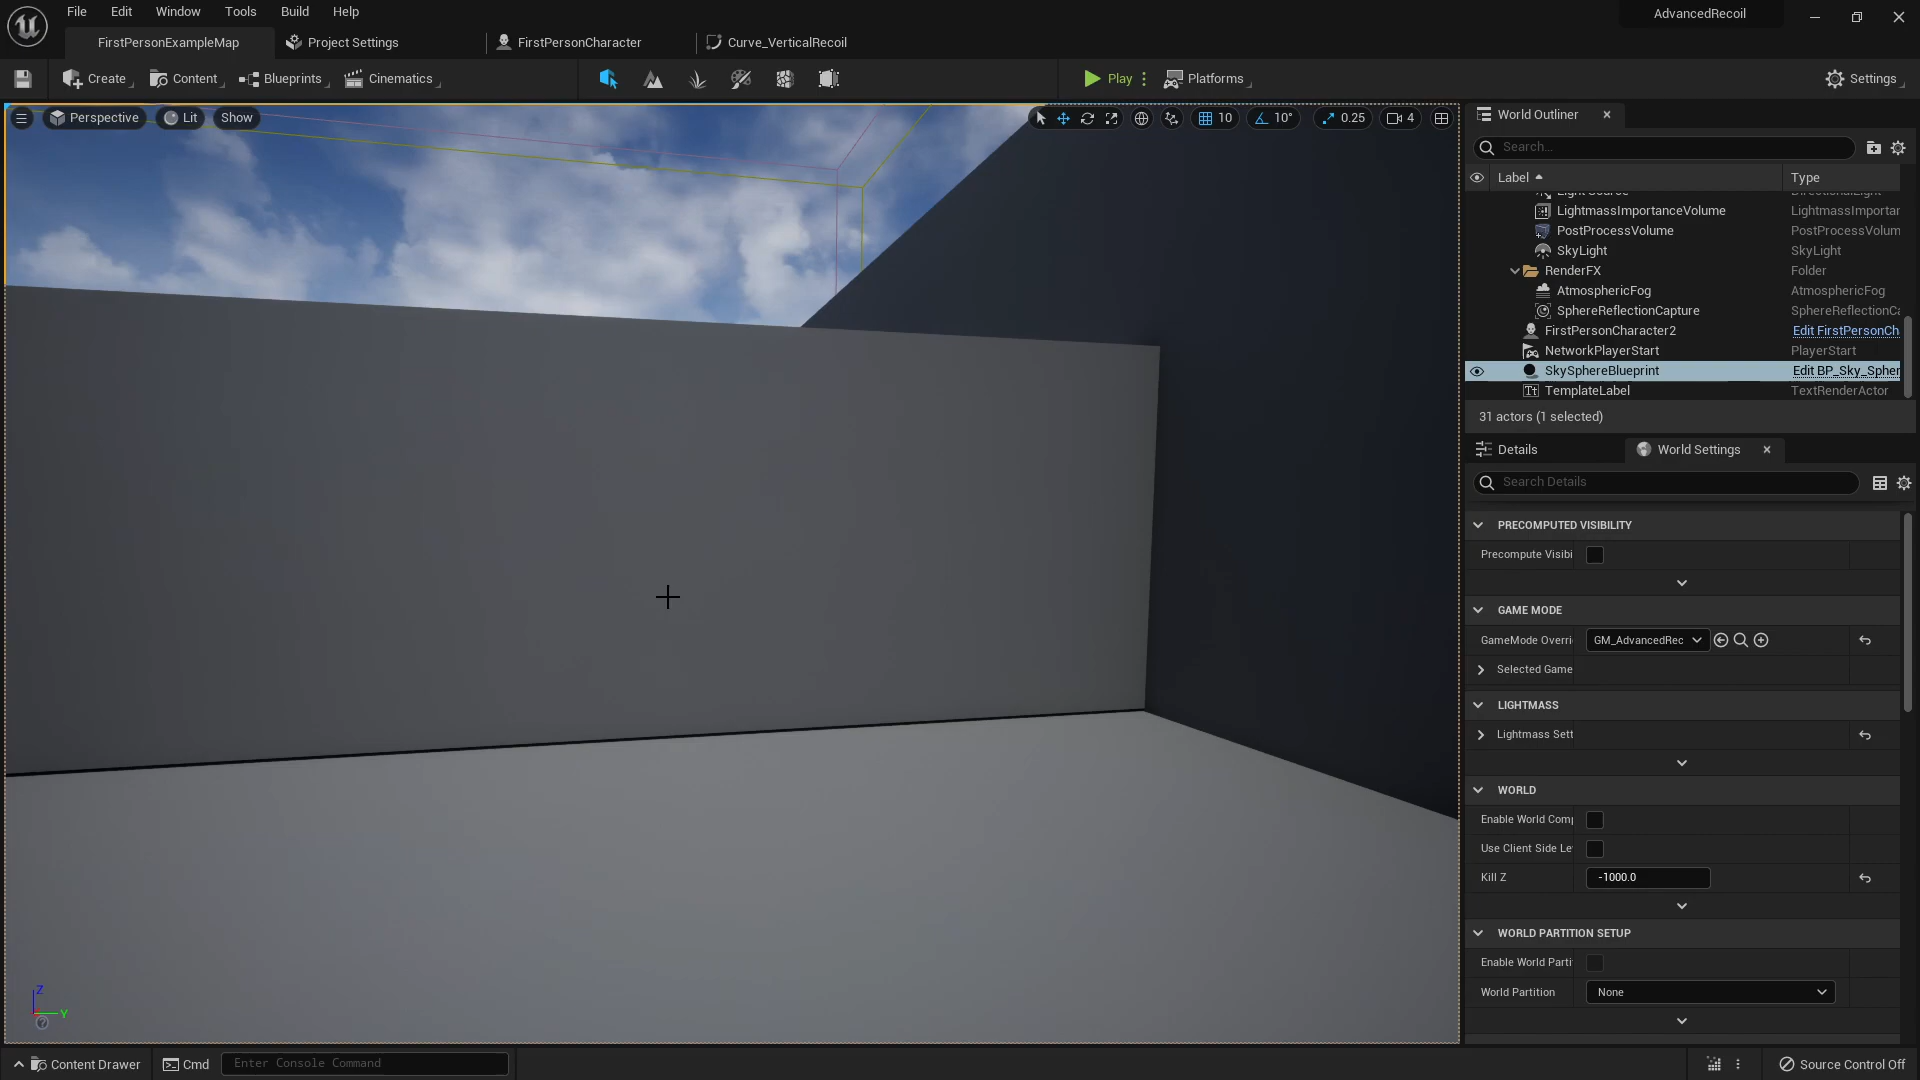 File Edit Window Tools Build Help
AdvancedRecoil
FirstPersonExampleMap Project Settings FirstPersonCharacter Curve_VerticalRecoil
Create Content Blueprints Cinematics Play Platforms Settings
Perspective Lit Show 10 10° 0.25 4
World Outliner
Search...
Label Type
LightmassImportanceVolume LightmassImportan
PostProcessVolume PostProcessVolum
SkyLight SkyLight
RenderFX Folder
AtmosphericFog AtmosphericFog
SphereReflectionCapture SphereReflectionCa
FirstPersonCharacter2 Edit FirstPersonCh
NetworkPlayerStart PlayerStart
SkySphereBlueprint Edit BP_Sky_Spher
TemplateLabel TextRenderActor
31 actors (1 selected)
Details World Settings
Search Details
PRECOMPUTED VISIBILITY
Precompute Visibi
GAME MODE
GameMode Overri GM_AdvancedRec
Selected Game
LIGHTMASS
Lightmass Sett
WORLD
Enable World Comp
Use Client Side Le
Kill Z -1000.0
WORLD PARTITION SETUP
Enable World Parti
World Partition None
Z
Y
Content Drawer Cmd Enter Console Command Source Control Off